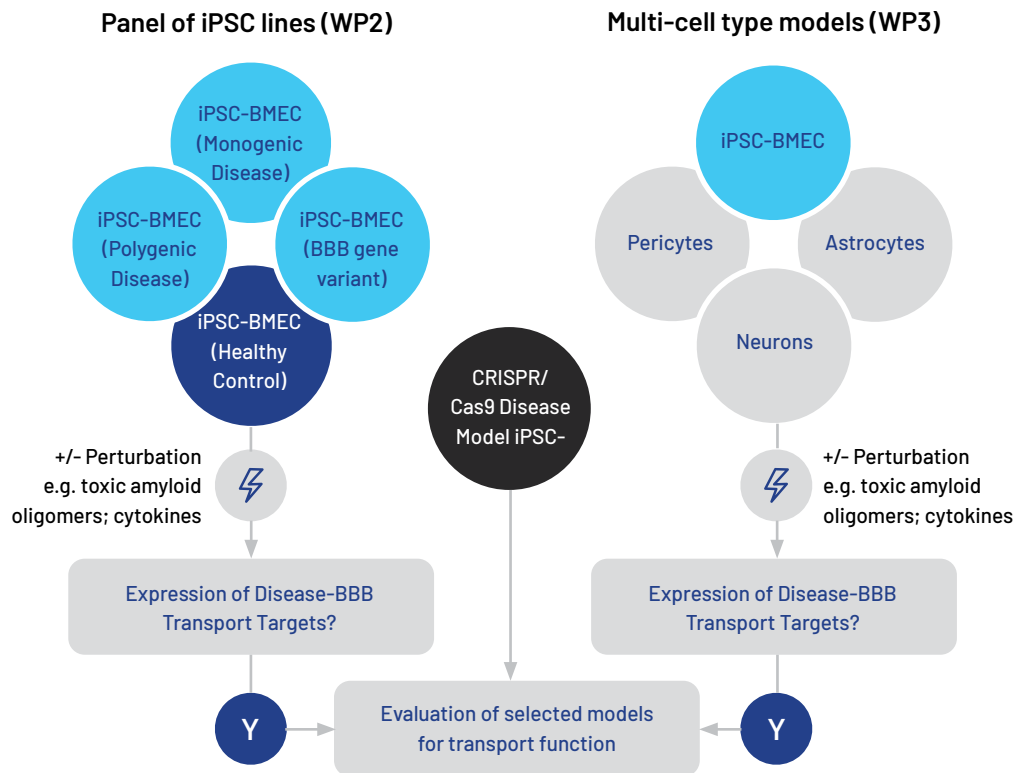 Panel of iPSC lines (WP2)
iPSC-BMEC
(Monogenic
Disease)
iPSC-BMEC
(Polygenic
Disease)
iPSC-BMEC
(BBB gene
variant)
iPSC-BMEC
(Healthy
Control)
+/- Perturbation
e.g. toxic amyloid
oligomers; cytokines
Expression of Disease-BBB
Transport Targets?
Y
CRISPR/
Cas9 Disease
Model iPSC-
Multi-cell type models (WP3)
iPSC-BMEC
Pericytes
Astrocytes
Neurons
+/- Perturbation
e.g. toxic amyloid
oligomers; cytokines
Expression of Disease-BBB
Transport Targets?
Y
Evaluation of selected models
for transport function